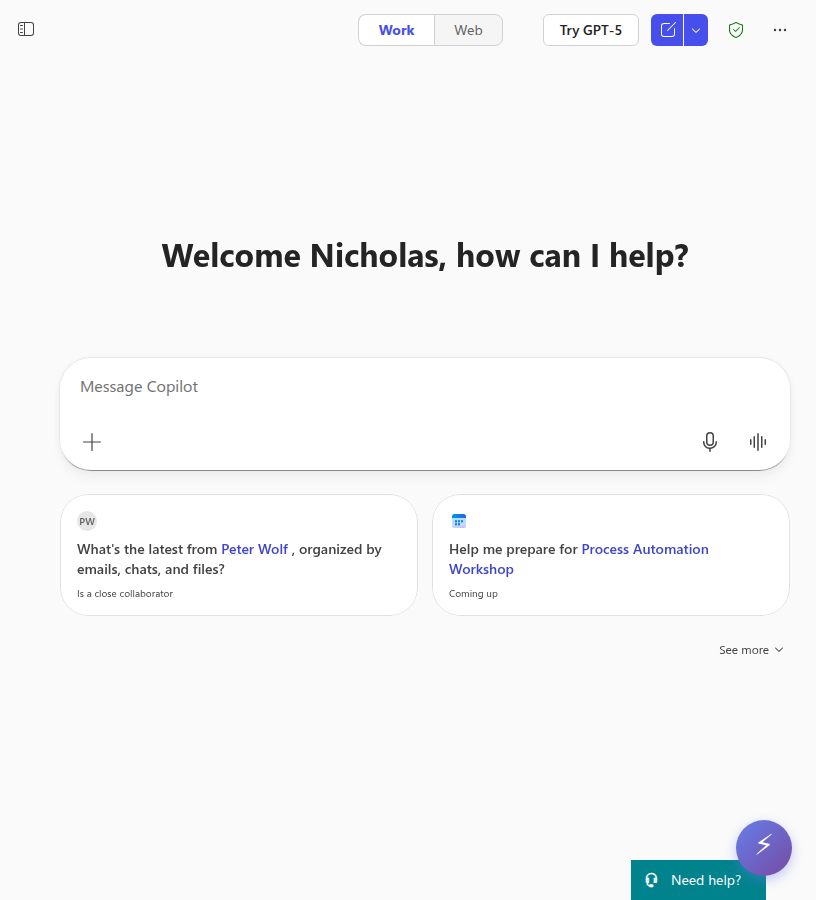 Work
Web
Try GPT-5
Welcome Nicholas, how can I help?
Message Copilot
PW
What's the latest from Peter Wolf , organized by
emails, chats, and files?
Is a close collaborator
Help me prepare for Process Automation
Workshop
Coming up
See more
Need help?